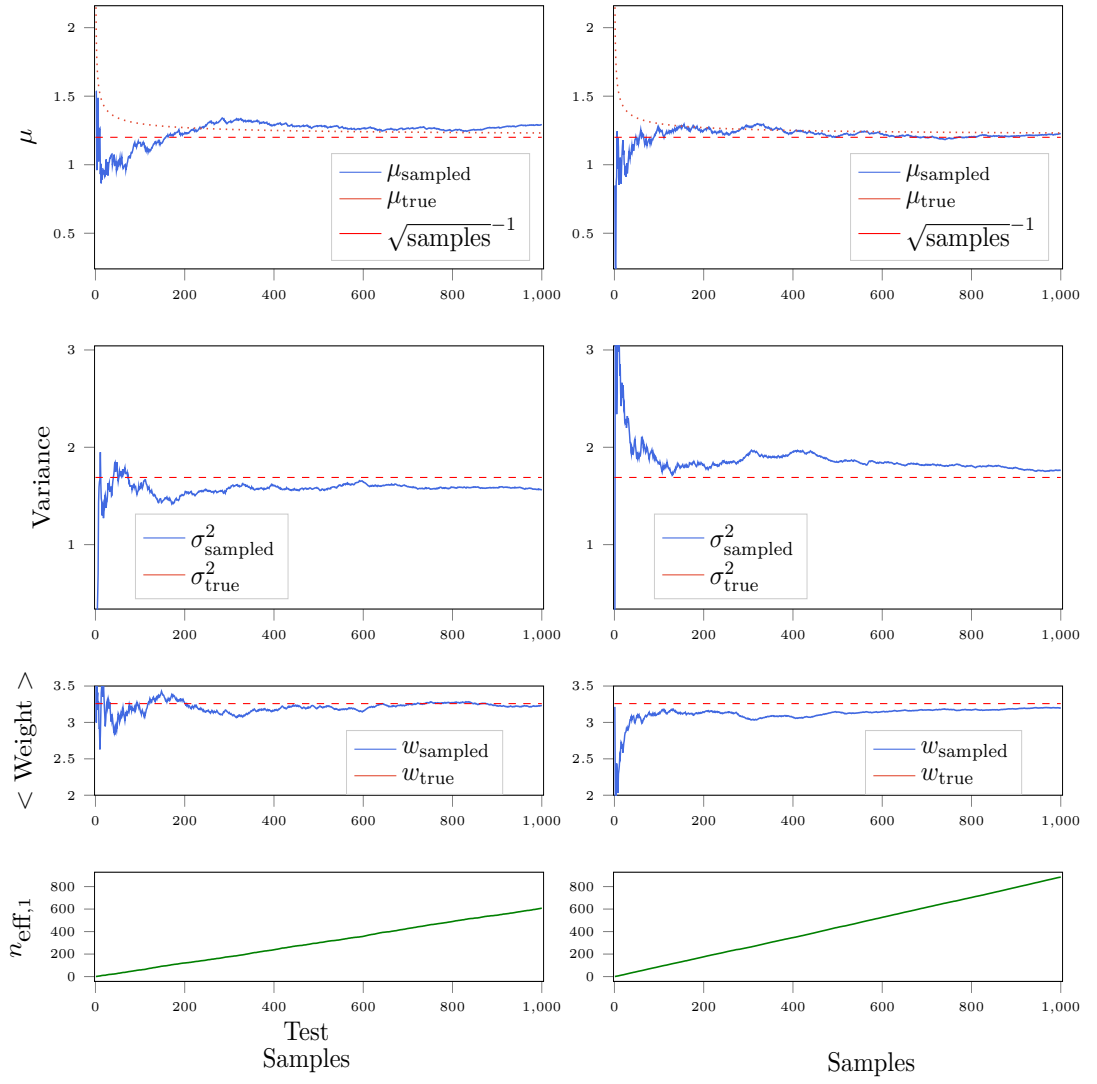 2
1.5
1
0.5
μ
μsampled
μtrue
√samples⁻¹
0 200 400 600 800 1,000
2
1.5
1
0.5
μsampled
μtrue
√samples⁻¹
0 200 400 600 800 1,000
3
2
1
Variance
σ²sampled
σ²true
0 200 400 600 800 1,000
3
2
1
σ²sampled
σ²true
0 200 400 600 800 1,000
3.5
3
2.5
2
< Weight >
wsampled
wtrue
0 200 400 600 800 1,000
3.5
3
2.5
2
wsampled
wtrue
0 200 400 600 800 1,000
800
600
400
200
0
neff,1
0 200 400 600 800 1,000
Test
Samples
800
600
400
200
0
0 200 400 600 800 1,000
Samples